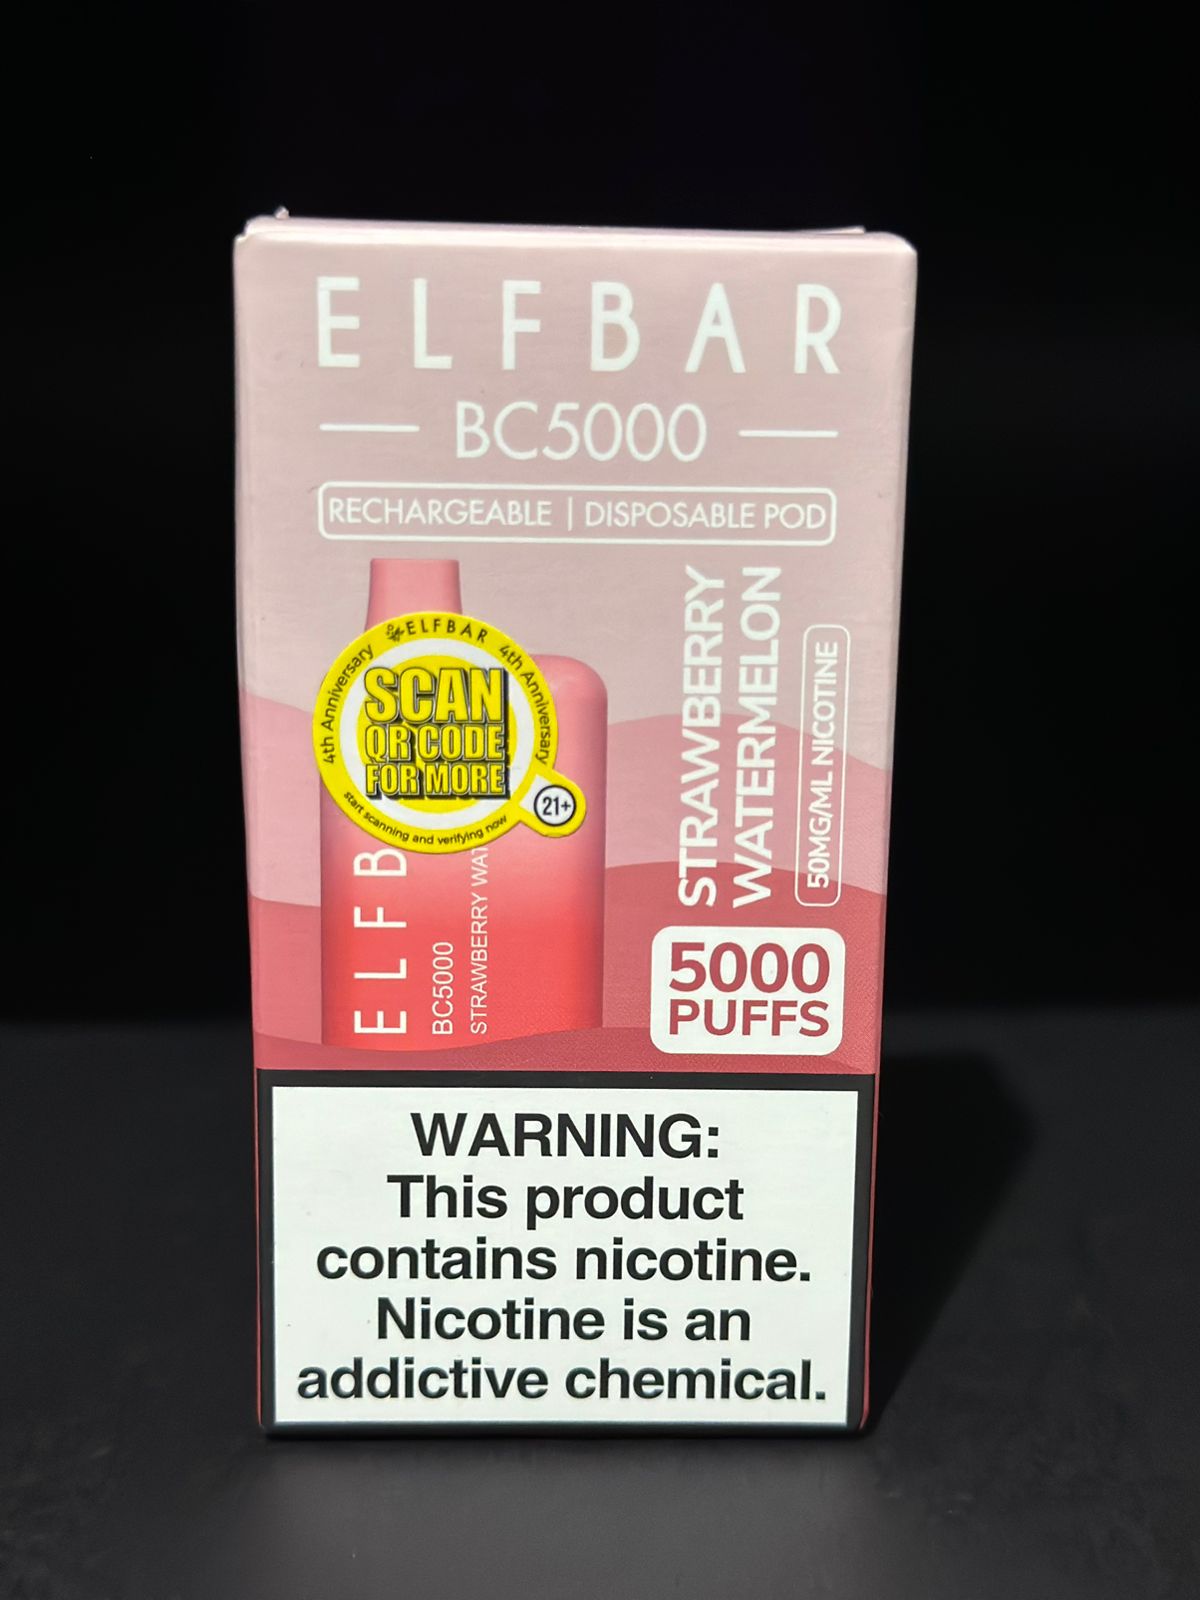 ELFBAR
BC5000
RECHARGEABLE | DISPOSABLE POD
STRAWBERRY
WATERMELON
50MG/ML NICOTINE
ELFBAR
4th Anniversary
4th Anniversary
SCAN
QR CODE
FOR MORE
21+
start scanning and verifying now
ELFB
BC5000
STRAWBERRY WAT
5000
PUFFS
WARNING:
This product
contains nicotine.
Nicotine is an
addictive chemical.